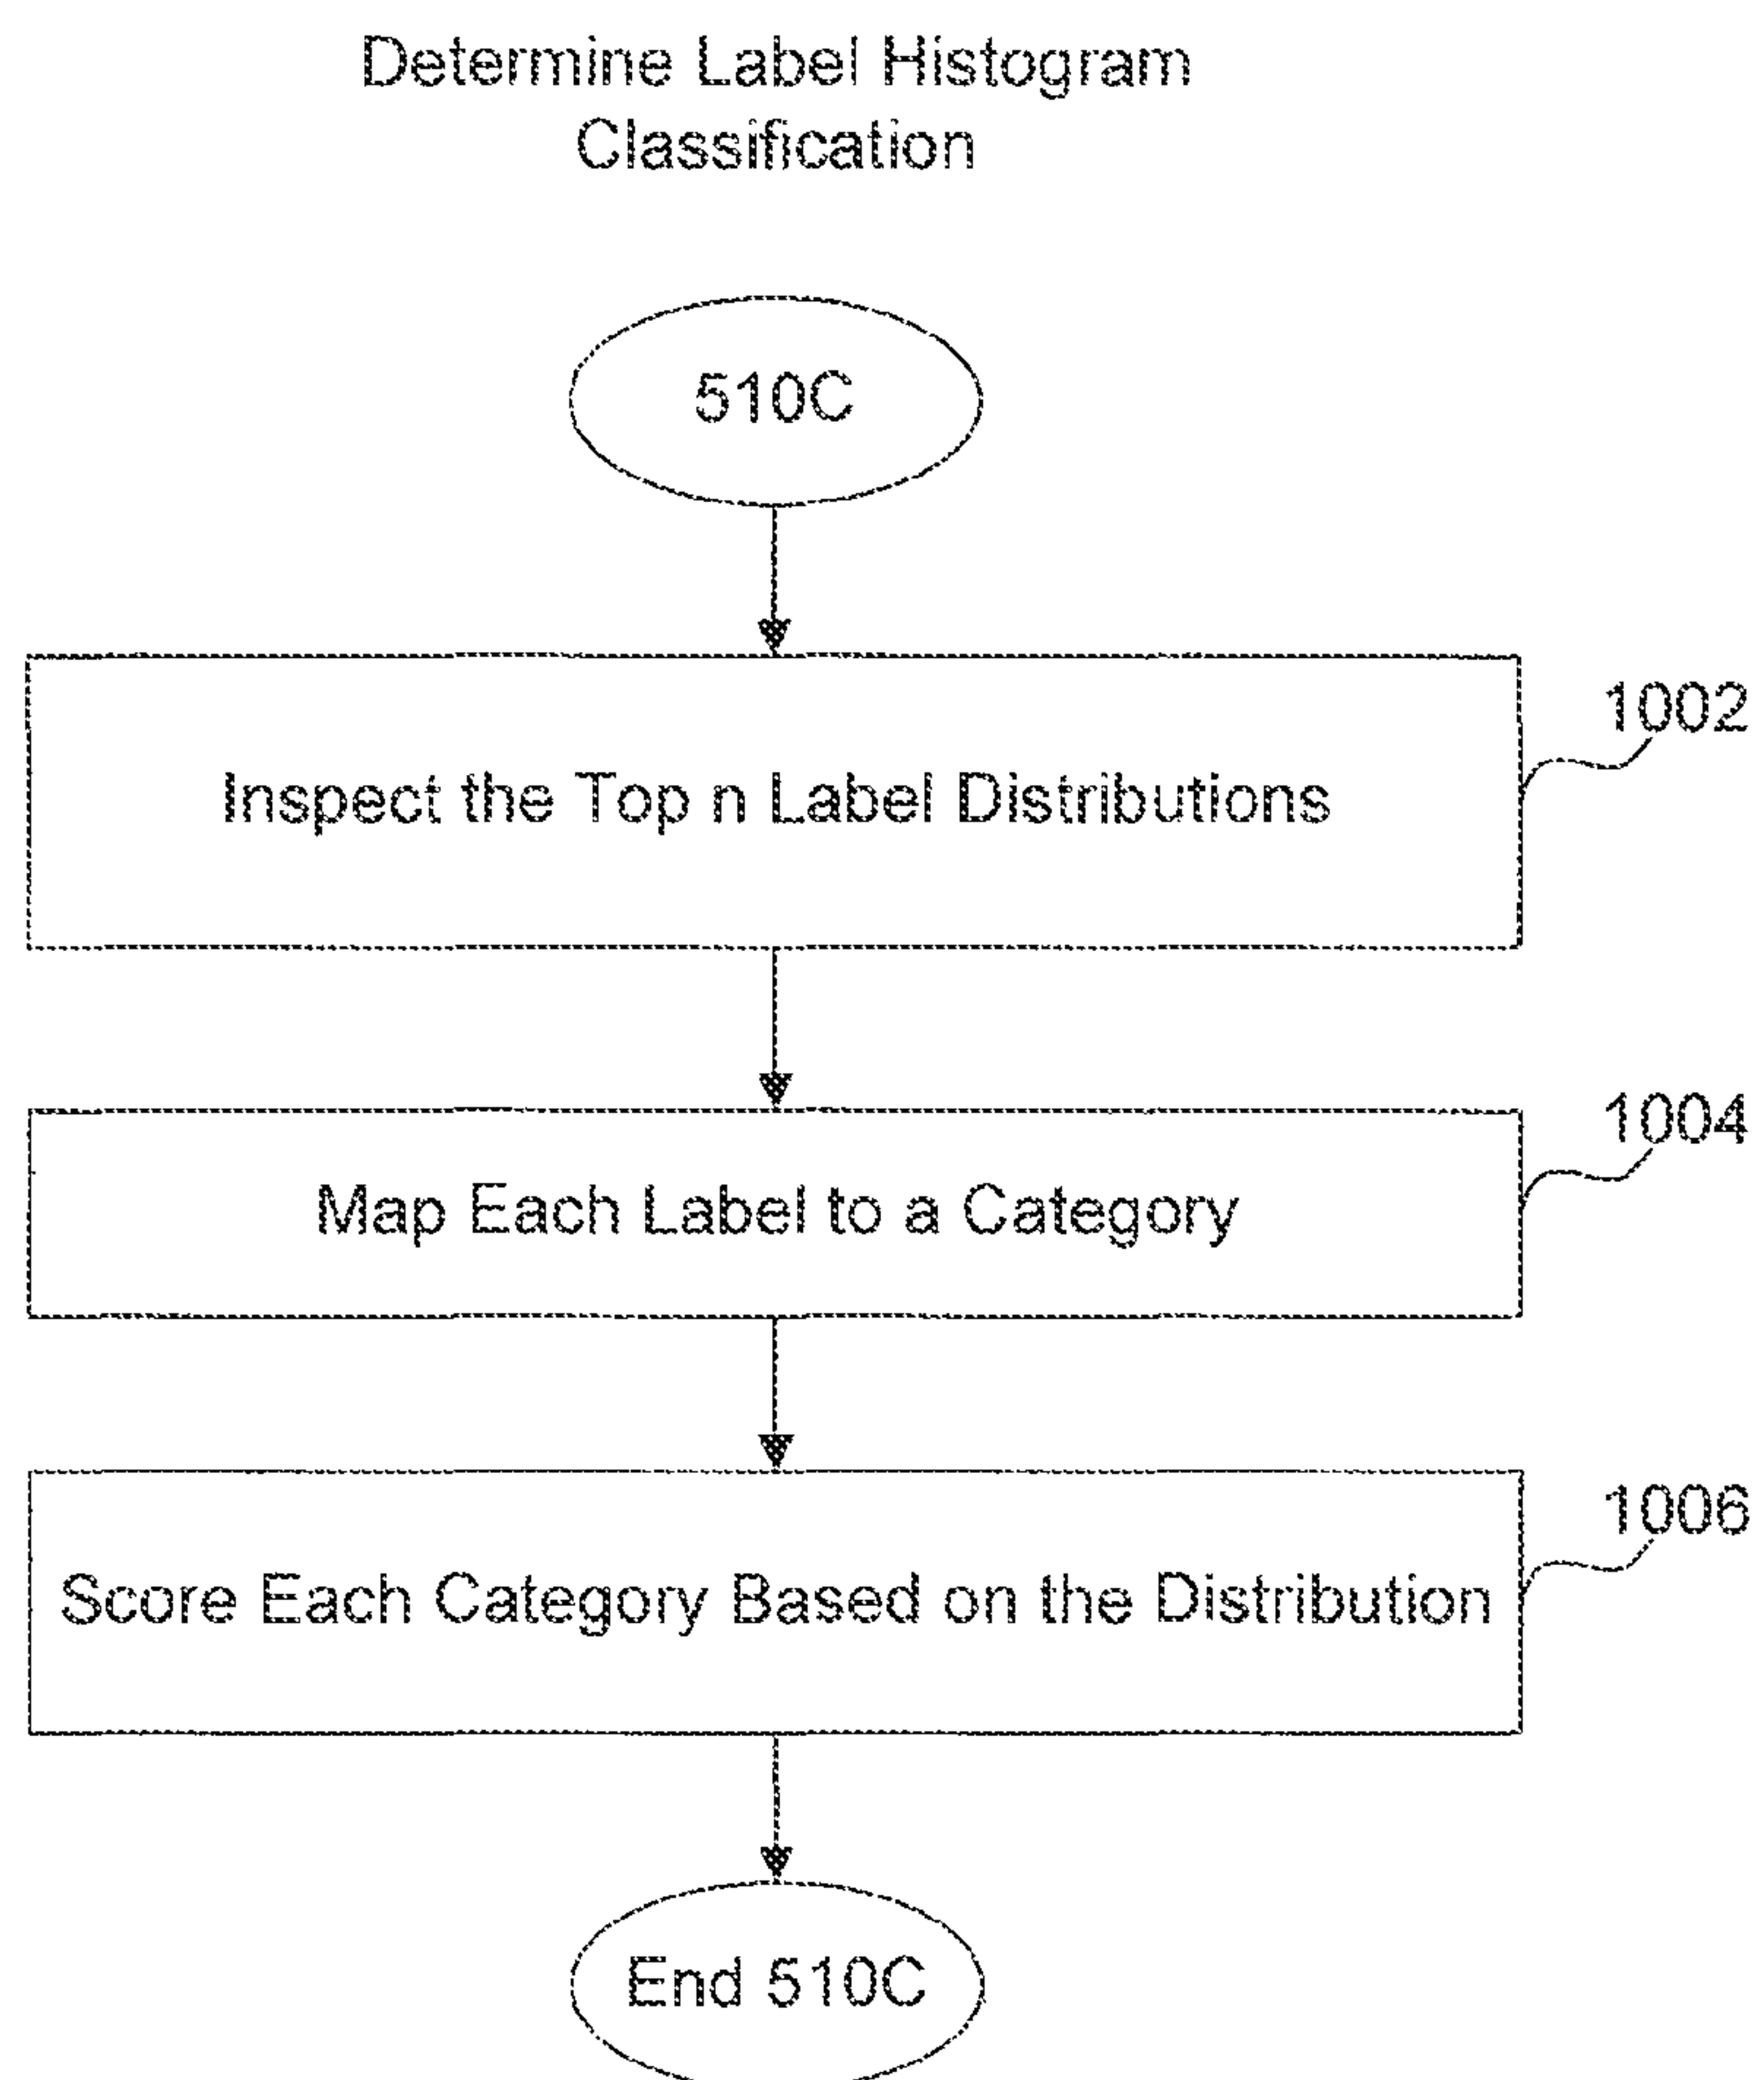 Determine Label Histogram
Classification
510C
1002
Inspect the Top n Label Distributions
1004
Map Each Label to a Category
1006
Score Each Category Based on the Distribution
End 510C